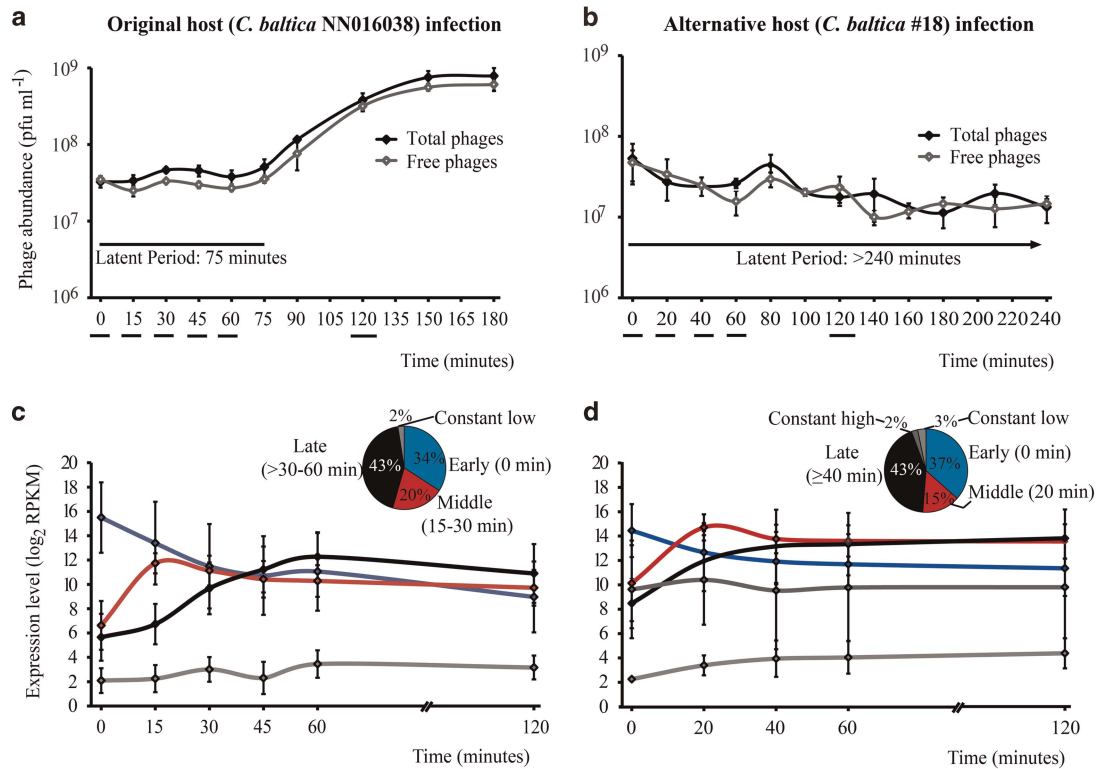 a
Original host (C. baltica NN016038) infection
Phage abundance (pfu ml⁻¹)
10⁹
10⁸
10⁷
10⁶
Total phages
Free phages
Latent Period: 75 minutes
0 15 30 45 60 75 90 105 120 135 150 165 180
Time (minutes)
b
Alternative host (C. baltica #18) infection
10⁹
10⁸
10⁷
10⁶
Total phages
Free phages
Latent Period: >240 minutes
0 20 40 60 80 100 120 140 160 180 200 220 240
Time (minutes)
c
Expression level (log₂ RPKM)
20
18
16
14
12
10
8
6
4
2
0
2%
Constant low
Late
(>30-60 min)
43%
34%
Early (0 min)
20%
Middle
(15-30 min)
0 15 30 45 60 120
Time (minutes)
d
20
18
16
14
12
10
8
6
4
2
0
Constant high
2%
3%
Constant low
Late
(≥40 min)
43%
37%
Early (0 min)
15%
Middle (20 min)
0 20 40 60 120
Time (minutes)